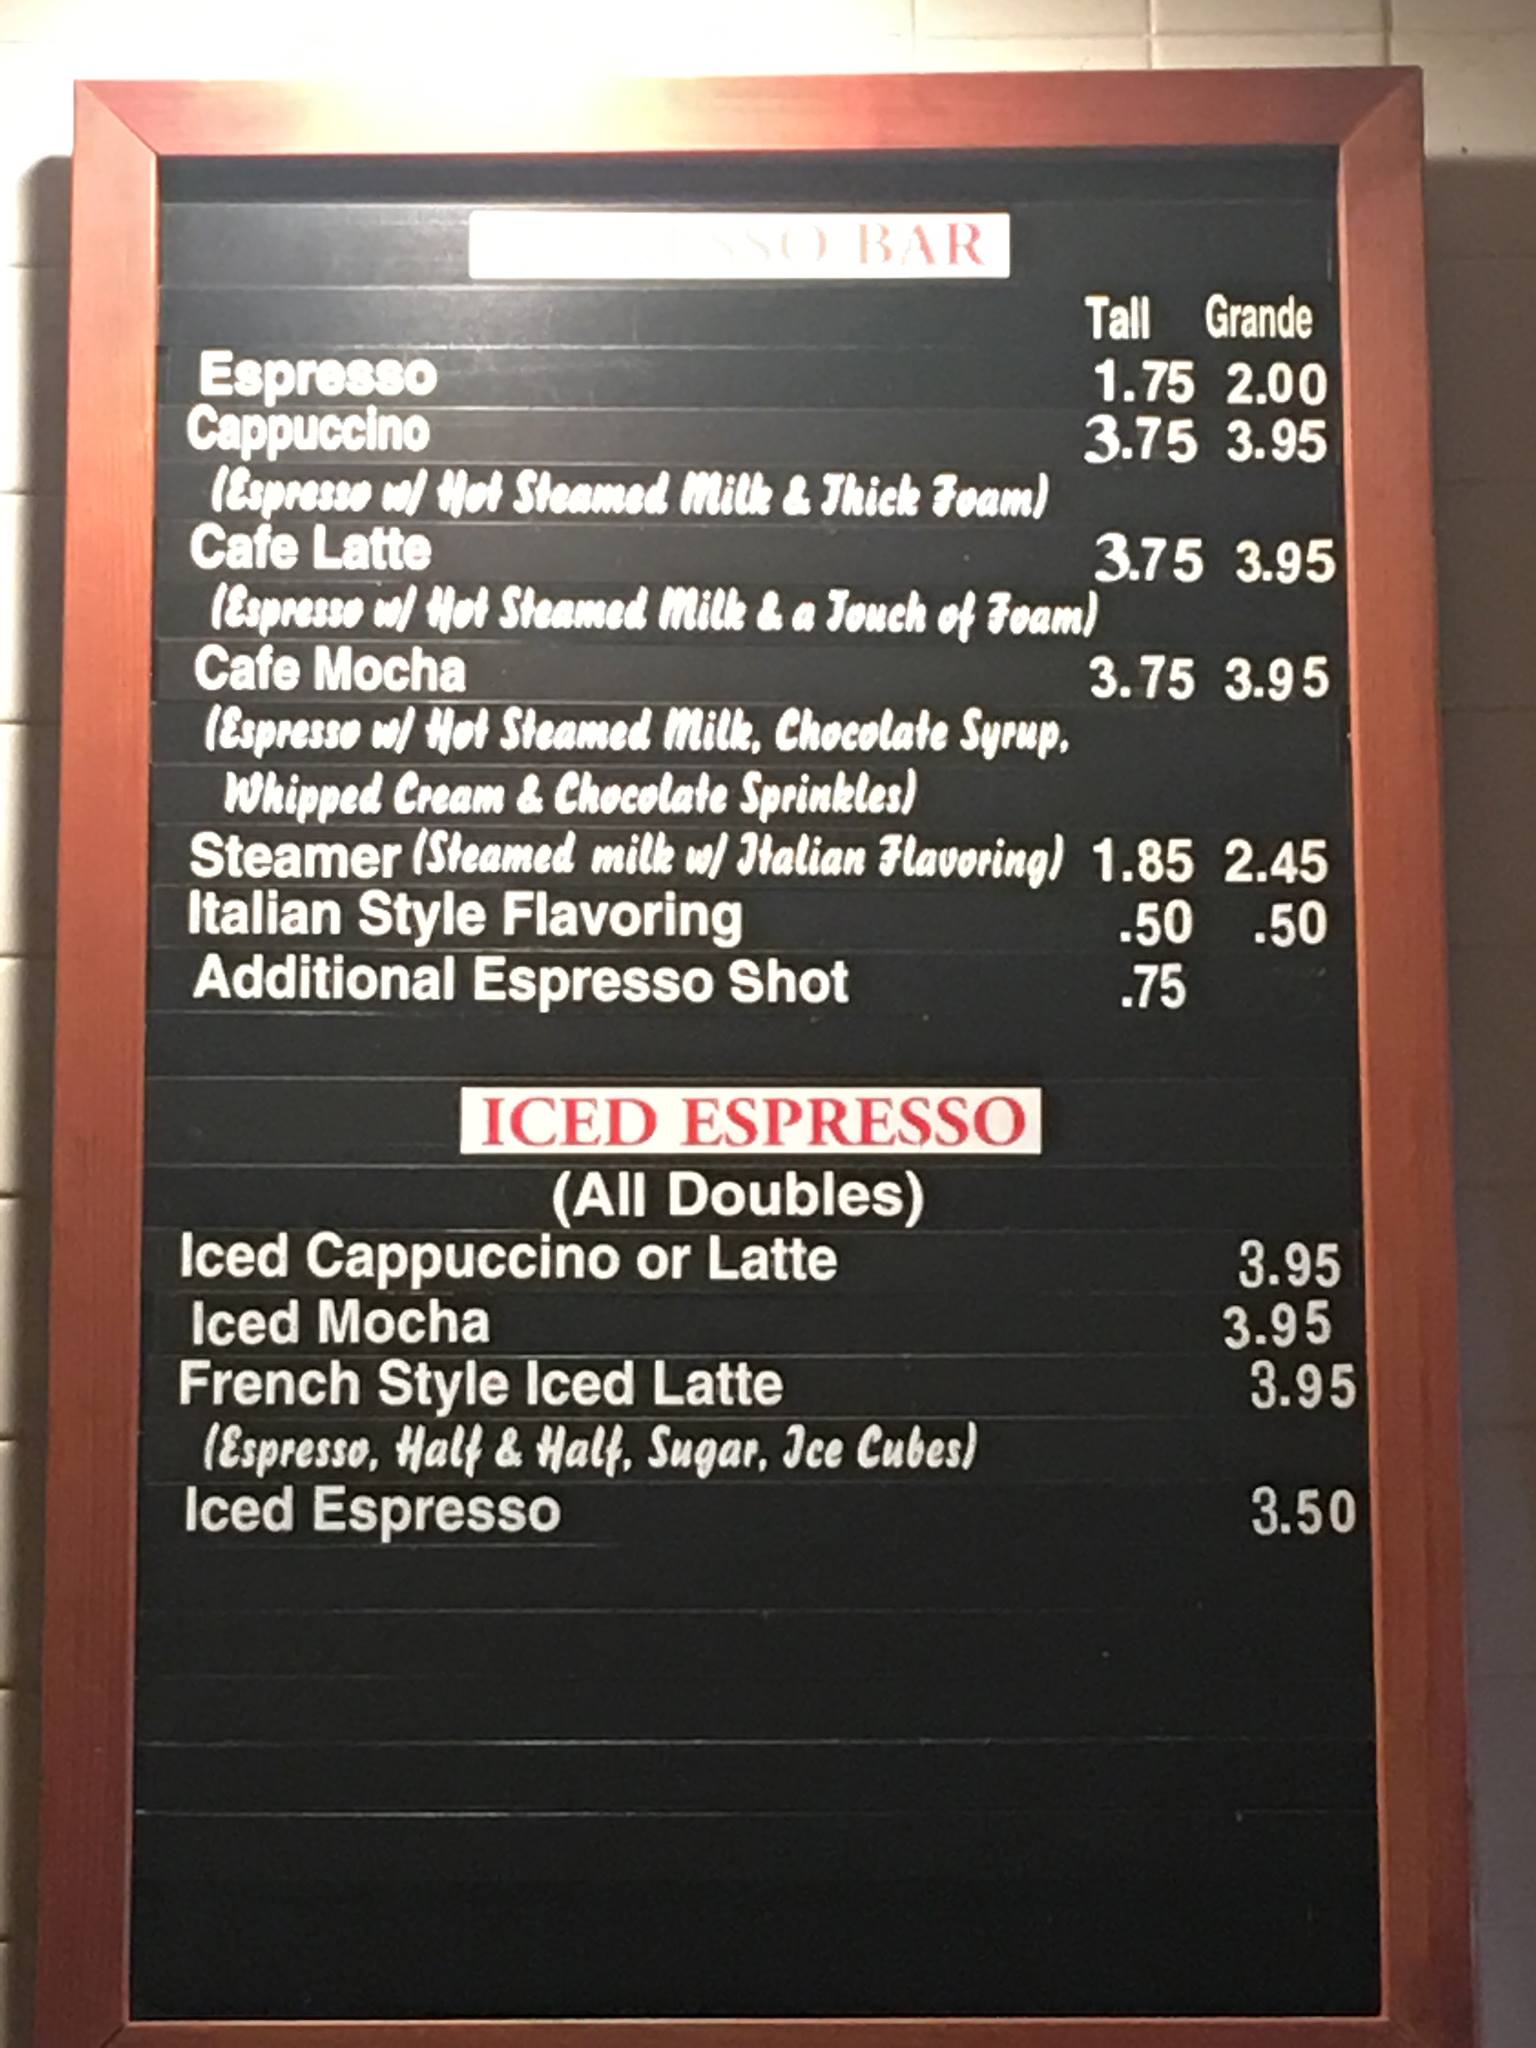 ESSO BAR
Tall Grande
Espresso 1.75 2.00
Cappuccino 3.75 3.95
(Espresso w/ Hot Steamed Milk & Thick Foam)
Cafe Latte 3.75 3.95
(Espresso w/ Hot Steamed Milk & a Touch of Foam)
Cafe Mocha 3.75 3.95
(Espresso w/ Hot Steamed Milk, Chocolate Syrup,
Whipped Cream & Chocolate Sprinkles)
Steamer (Steamed milk w/ Italian Flavoring) 1.85 2.45
Italian Style Flavoring .50 .50
Additional Espresso Shot .75
ICED ESPRESSO
(All Doubles)
Iced Cappuccino or Latte 3.95
Iced Mocha 3.95
French Style Iced Latte 3.95
(Espresso, Half & Half, Sugar, Ice Cubes)
Iced Espresso 3.50